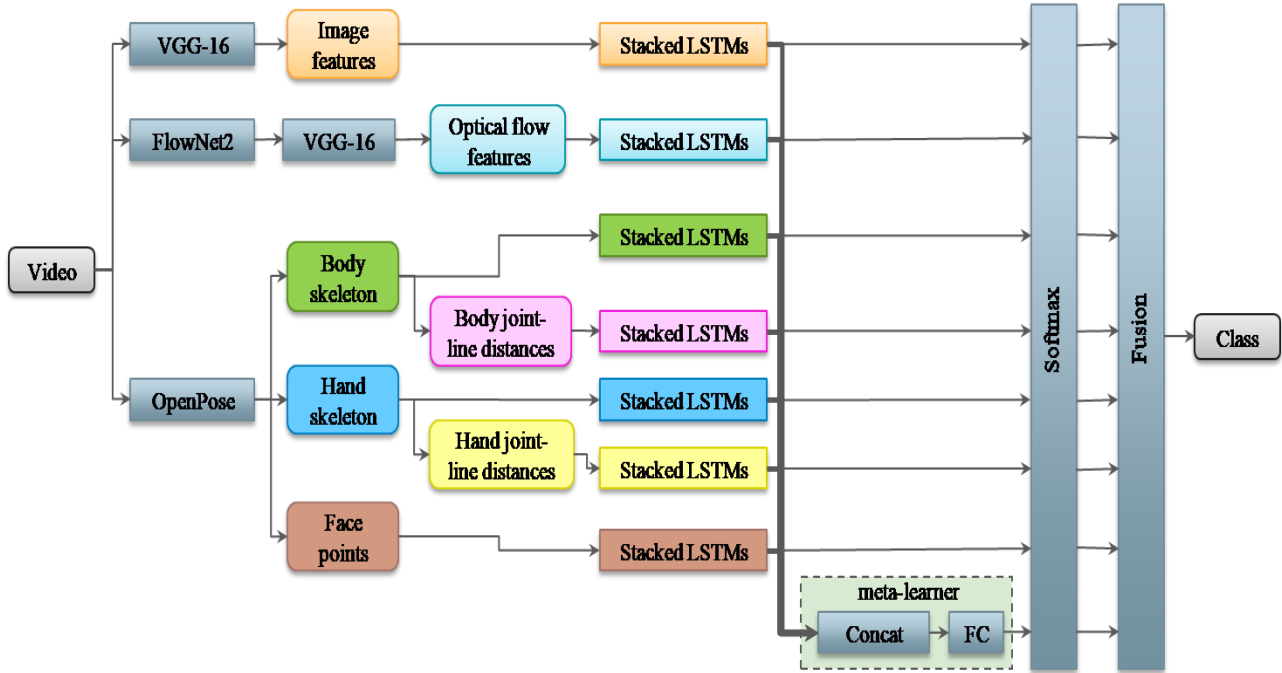 VGG-16
Image
features
Stacked LSTMs
FlowNet2
VGG-16
Optical flow
features
Stacked LSTMs
Video
Body
skeleton
Stacked LSTMs
Body joint-
line distances
Stacked LSTMs
OpenPose
Hand
skeleton
Stacked LSTMs
Hand joint-
line distances
Stacked LSTMs
Face
points
Stacked LSTMs
meta-learner
Concat
FC
Softmax
Fusion
Class